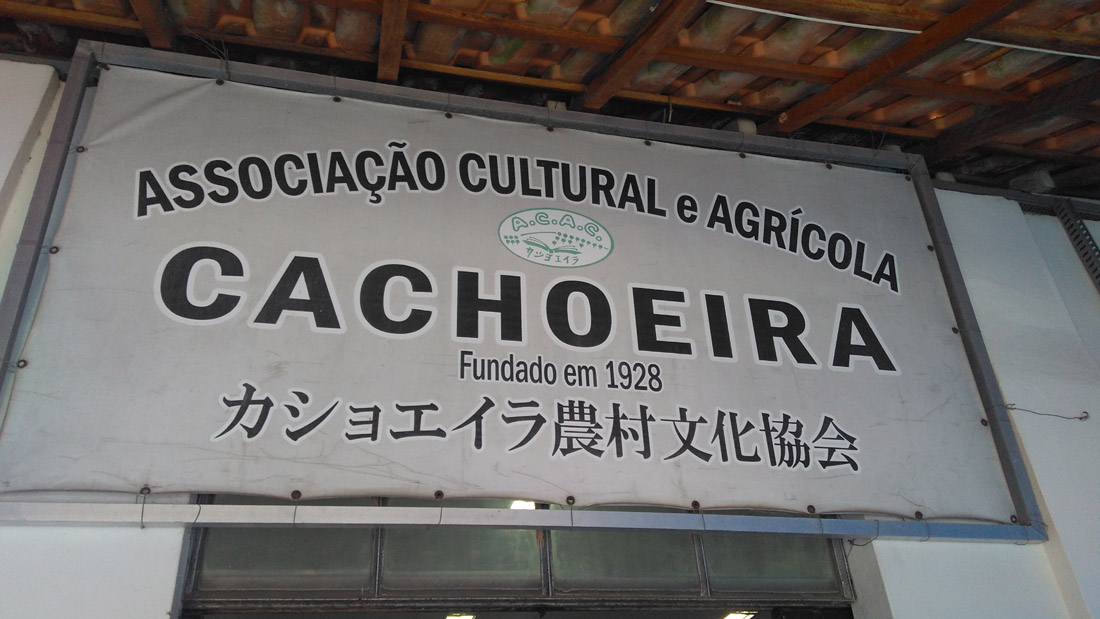 ASSOCIAÇÃO CULTURAL e AGRÍCOLA
A.C.A.C.
カショエイラ
CACHOEIRA
Fundado em 1928
カショエイラ農村文化協会